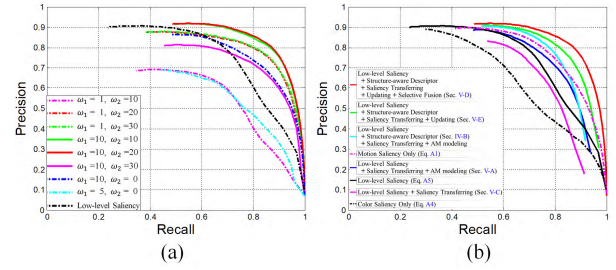 Precision
1
0.9
0.8
0.7
0.6
0.5
0.4
0.3
0.2
0.1
0
ω₁ = 1, ω₂ =10
ω₁ = 1, ω₂ =20
ω₁ = 1, ω₂ =30
ω₁ =10, ω₂ =10
ω₁ =10, ω₂ =20
ω₁ =10, ω₂ =30
ω₁ =10, ω₂ = 0
ω₁ = 5, ω₂ = 0
Low-level Saliency
0 0.2 0.4 0.6 0.8 1
Recall
(a)
Precision
1
0.9
0.8
0.7
0.6
0.5
0.4
0.3
0.2
0.1
0
Low-level Saliency
+ Structure-aware Descriptor
+ Saliency Transferring
+ Updating + Selective Fusion (Sec. V-D)
Low-level Saliency
+ Structure-aware Descriptor
+ Saliency Transferring + Updating (Sec. V-E)
Low-level Saliency
+ Structure-aware Descriptor (Sec. IV-B)
+ Saliency Transferring + AM modeling
Motion Saliency Only (Eq. A1)
Low-level Saliency
+ Saliency Transferring + AM modeling (Sec. V-A)
Low-level Saliency (Eq. A5)
Low-level Saliency + Saliency Transferring (Sec. V-C)
Color Saliency Only (Eq. A4)
0 0.2 0.4 0.6 0.8 1
Recall
(b)